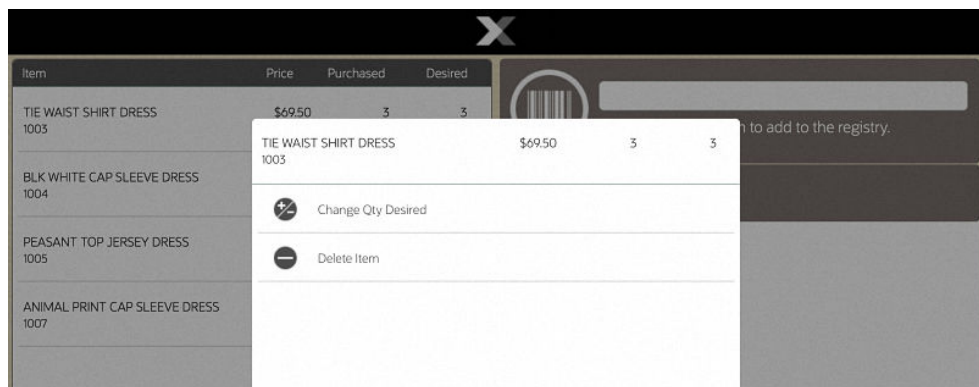 Item Price Purchased Desired
TIE WAIST SHIRT DRESS $69.50 3 3
1003
BLK WHITE CAP SLEEVE DRESS
1004
PEASANT TOP JERSEY DRESS
1005
ANIMAL PRINT CAP SLEEVE DRESS
1007
TIE WAIST SHIRT DRESS $69.50 3 3
1003
Change Qty Desired
Delete Item
to add to the registry.